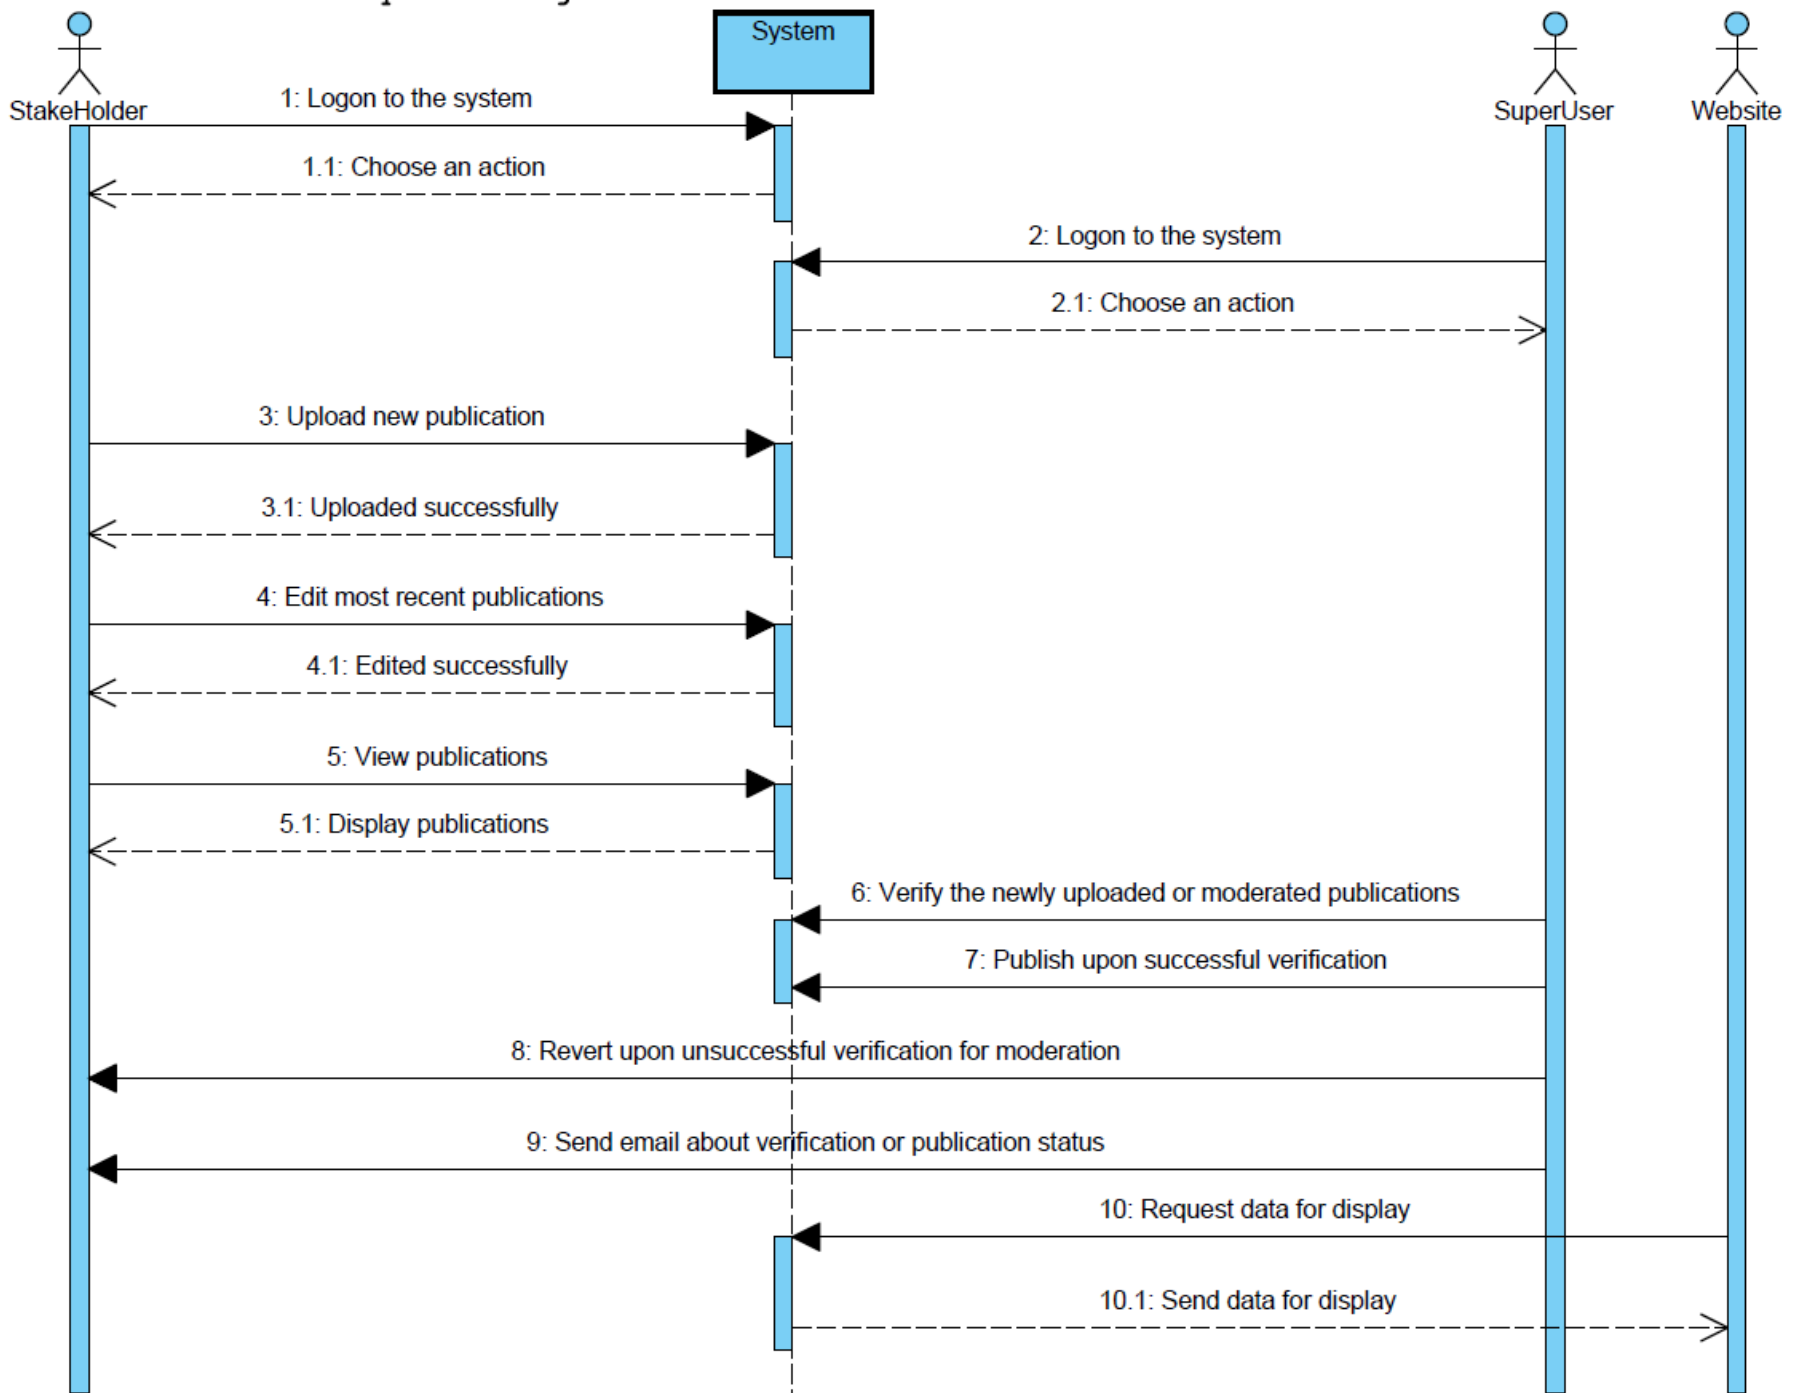 System
StakeHolder
SuperUser
Website
1: Logon to the system
1.1: Choose an action
2: Logon to the system
2.1: Choose an action
3: Upload new publication
3.1: Uploaded successfully
4: Edit most recent publications
4.1: Edited successfully
5: View publications
5.1: Display publications
6: Verify the newly uploaded or moderated publications
7: Publish upon successful verification
8: Revert upon unsuccessful verification for moderation
9: Send email about verification or publication status
10: Request data for display
10.1: Send data for display